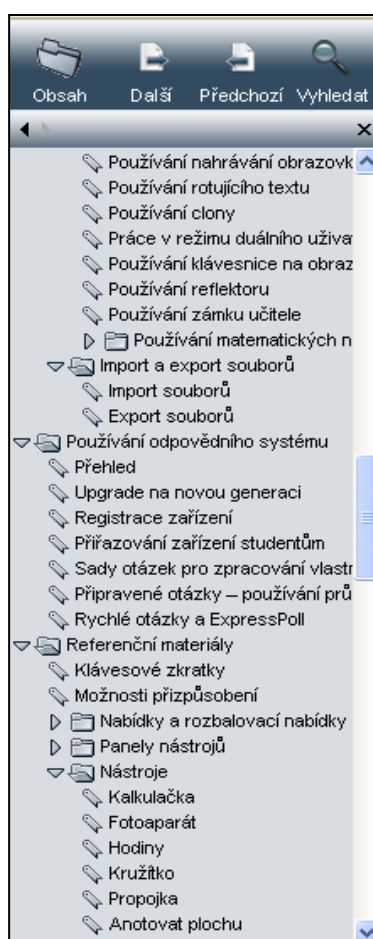 Obsah Další Předchozí Vyhledat
Používání nahrávání obrazovk
Používání rotujícího textu
Používání clony
Práce v režimu duálního uživa
Používání klávesnice na obraz
Používání reflektoru
Používání zámku učitele
Používání matematických n
Import a export souborů
Import souborů
Export souborů
Používání odpovědního systému
Přehled
Upgrade na novou generaci
Registrace zařízení
Přiřazování zařízení studentům
Sady otázek pro zpracování vlastr
Připravené otázky – používání prů
Rychlé otázky a ExpressPoll
Referenční materiály
Klávesové zkratky
Možnosti přizpůsobení
Nabídky a rozbalovací nabídky
Panely nástrojů
Nástroje
Kalkulačka
Fotoaparát
Hodiny
Kružítko
Propojka
Anotovat plochu